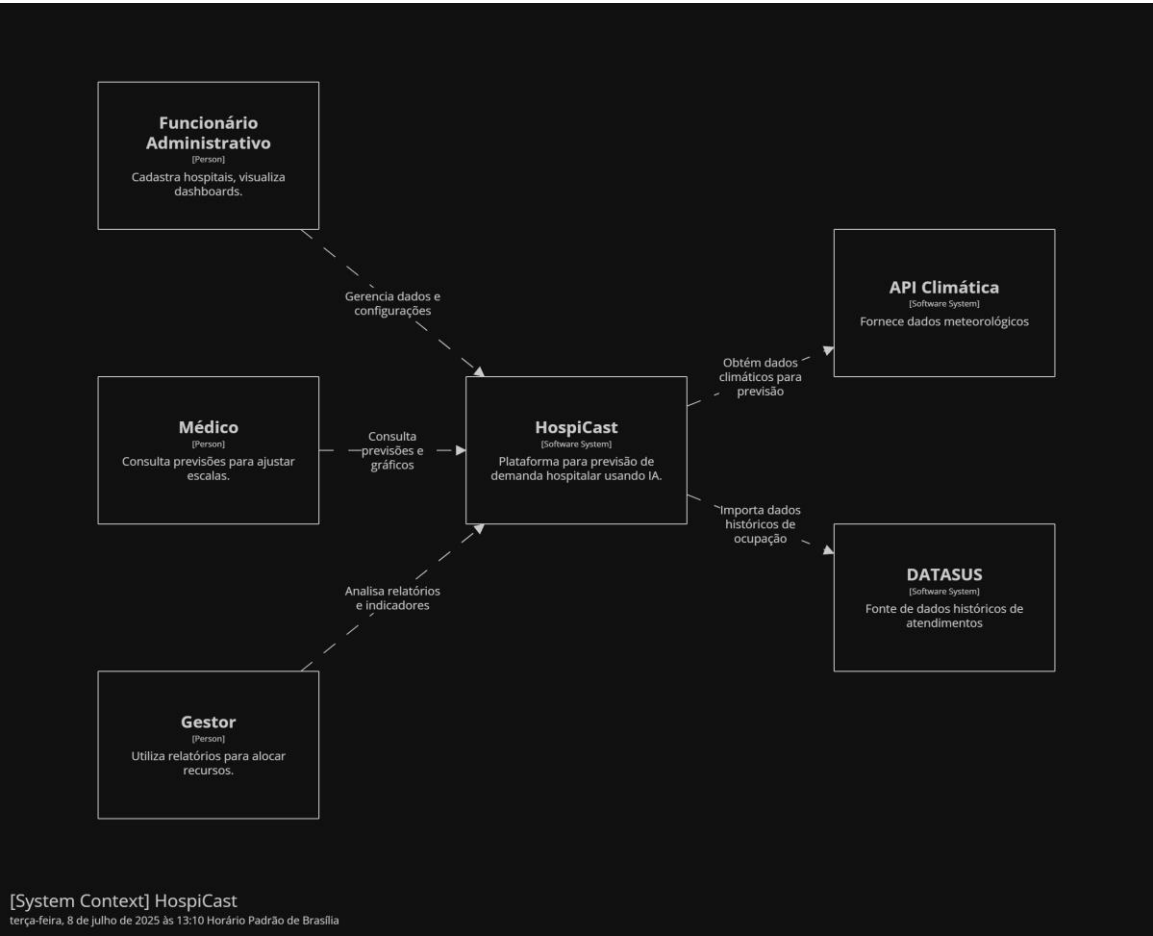 Funcionário
Administrativo
[Person]
Cadastra hospitais, visualiza
dashboards.
Gerencia dados e
configurações
Médico
[Person]
Consulta previsões para ajustar
escalas.
Consulta
previsões e
gráficos
Gestor
[Person]
Utiliza relatórios para alocar
recursos.
Analisa relatórios
e indicadores
HospiCast
[Software System]
Plataforma para previsão de
demanda hospitalar usando IA.
Obtém dados
climáticos para
previsão
API Climática
[Software System]
Fornece dados meteorológicos
Importa dados
históricos de
ocupação
DATASUS
[Software System]
Fonte de dados históricos de
atendimentos
[System Context] HospiCast
terça-feira, 8 de julho de 2025 às 13:10 Horário Padrão de Brasília